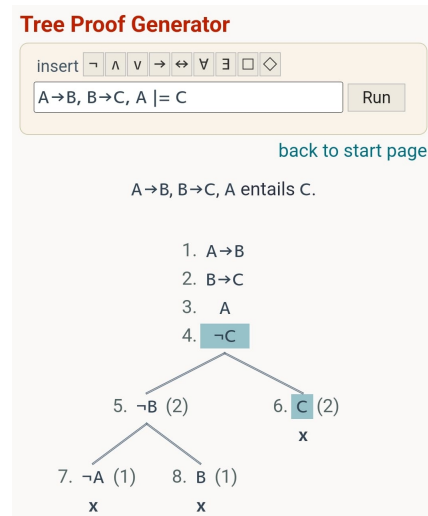 Tree Proof Generator
insert ¬ ∧ ∨ → ↔ ∀ ∃ □ ◇
A→B, B→C, A |= C Run
back to start page
A→B, B→C, A entails C.
1. A→B
2. B→C
3. A
4. ¬C
5. ¬B (2) 6. C (2)
x
7. ¬A (1) 8. B (1)
x x